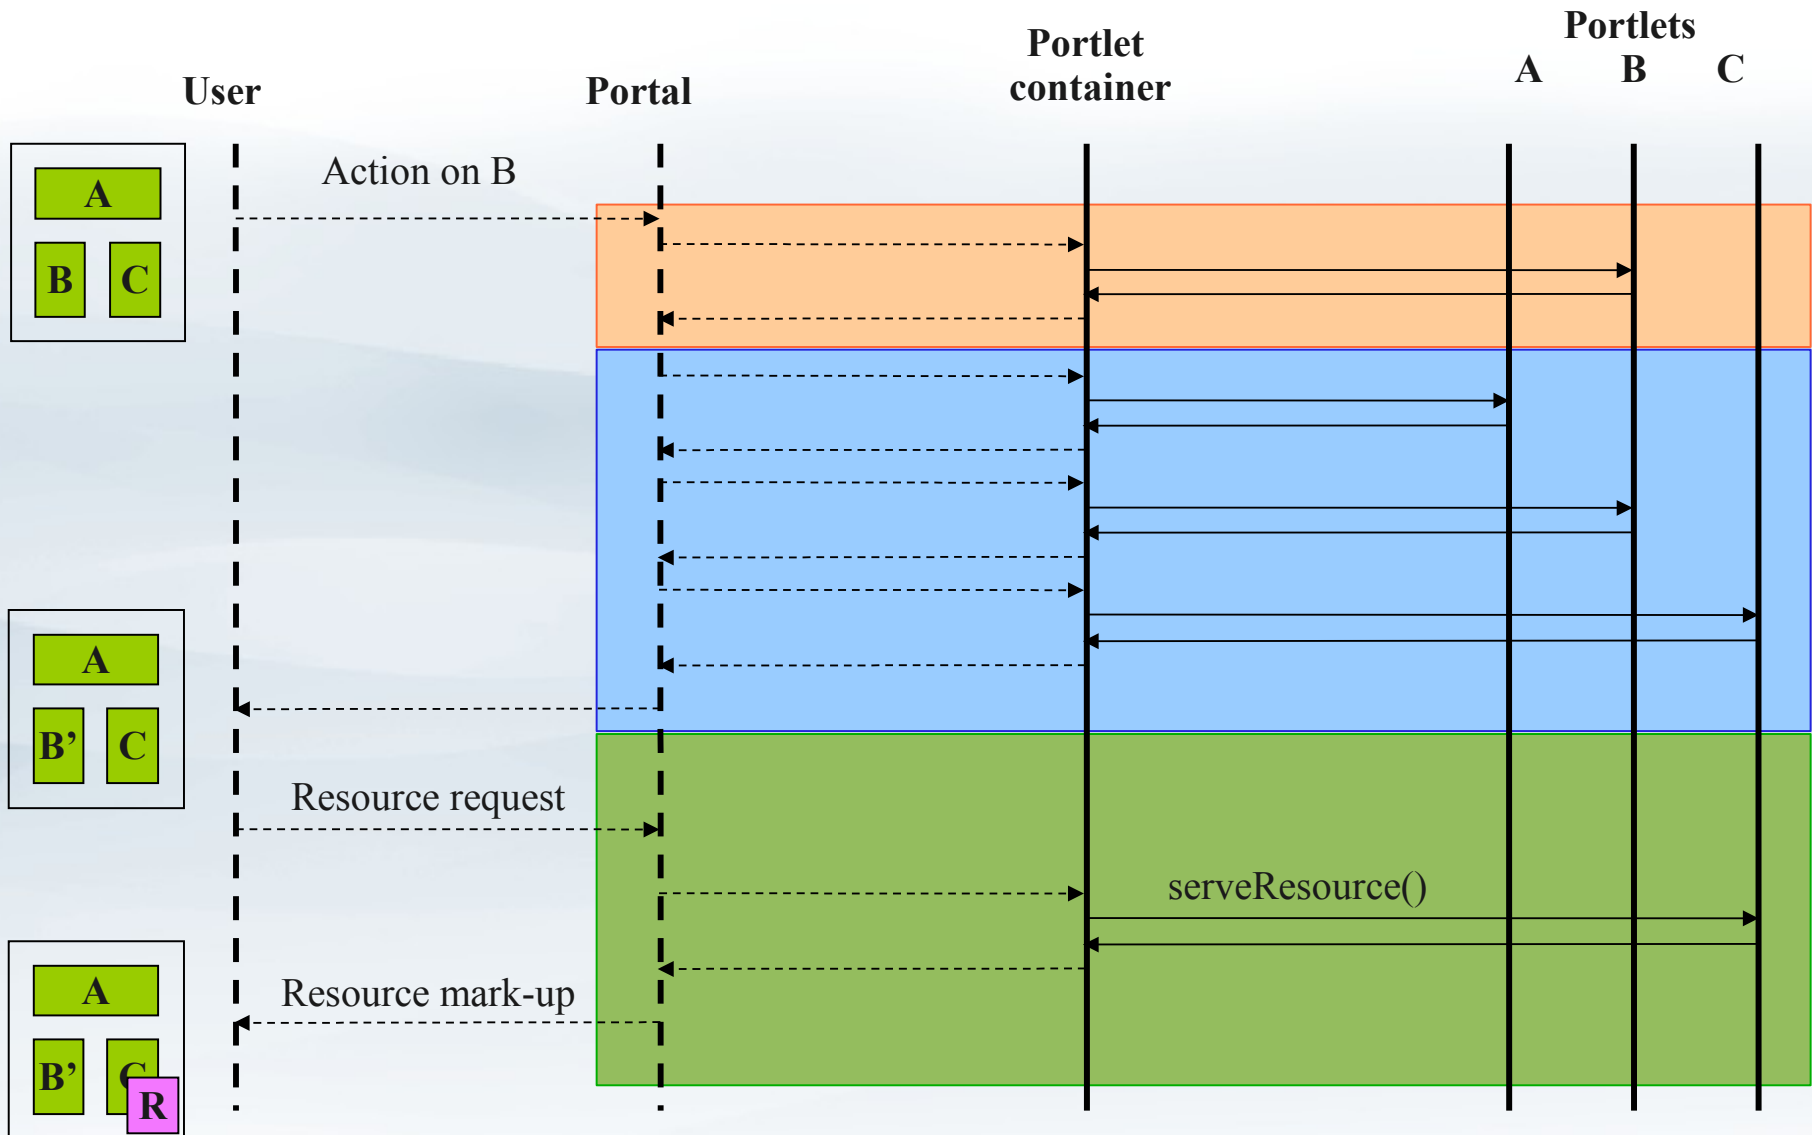 Portlets
Portlet
container
A B C
User
Portal
Action on B
A
B C
A
B’ C
Resource request
serveResource()
Resource mark-up
A
B’ C
R